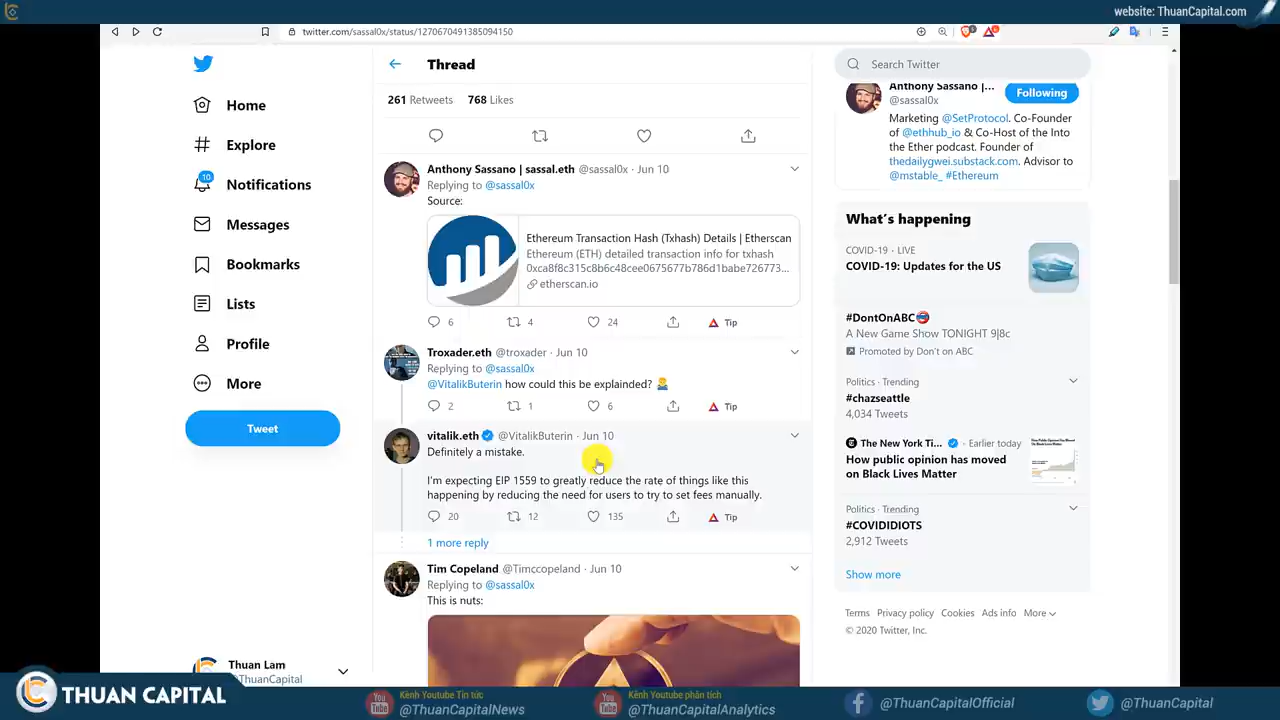 website: ThuanCapital.com
twitter.com/sassal0x/status/1270670491385094150
Home
Explore
10
Notifications
Messages
Bookmarks
Lists
Profile
More
Tweet
Thuan Lam
@ThuanCapital
Thread
261 Retweets 768 Likes
Anthony Sassano | sassal.eth @sassal0x · Jun 10
Replying to @sassal0x
Source:
Ethereum Transaction Hash (Txhash) Details | Etherscan
Ethereum (ETH) detailed transaction info for txhash
0xca8f8c315c8b6c48cee0675677b786d1babe726773...
etherscan.io
6 4 24 Tip
Troxader.eth @troxader · Jun 10
Replying to @sassal0x
@VitalikButerin how could this be explainded?
2 1 6 Tip
vitalik.eth @VitalikButerin · Jun 10
Definitely a mistake.
I'm expecting EIP 1559 to greatly reduce the rate of things like this
happening by reducing the need for users to try to set fees manually.
20 12 135 Tip
1 more reply
Tim Copeland @Timccopeland · Jun 10
Replying to @sassal0x
This is nuts:
Search Twitter
Anthony Sassano |...
@sassal0x
Following
Marketing @SetProtocol. Co-Founder
of @ethhub_io & Co-Host of the Into
the Ether podcast. Founder of
thedailygwei.substack.com. Advisor to
@mstable_ #Ethereum
What's happening
COVID-19 · LIVE
COVID-19: Updates for the US
#DontOnABC
A New Game Show TONIGHT 9|8c
Promoted by Don't on ABC
Politics · Trending
#chazseattle
4,034 Tweets
The New York Ti... · Earlier today
How public opinion has moved
on Black Lives Matter
Politics · Trending
#COVIDIDIOTS
2,912 Tweets
Show more
Terms Privacy policy Cookies Ads info More
© 2020 Twitter, Inc.
THUAN CAPITAL
You Tube
Kênh Youtube Tin tức
@ThuanCapitalNews
You Tube
Kênh Youtube phân tích
@ThuanCapitalAnalytics
@ThuanCapitalOfficial
@ThuanCapital